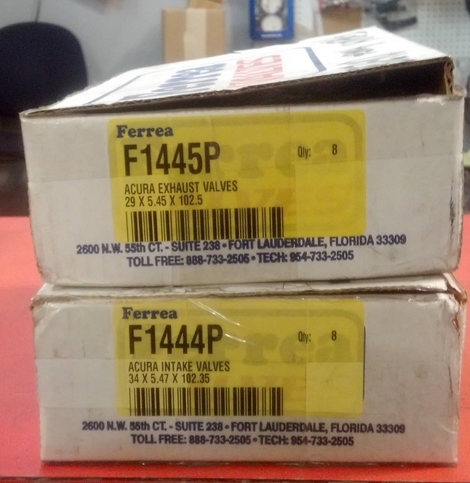 Ferrea
F1445P Qty: 8
ACURA EXHAUST VALVES
29 X 5.45 X 102.5
2600 N.W. 55th CT. - SUITE 238 • FORT LAUDERDALE, FLORIDA 33309
TOLL FREE: 888-733-2505 • TECH: 954-733-2505
Ferrea
F1444P Qty: 8
ACURA INTAKE VALVES
34 X 5.47 X 102.35
2600 N.W. 55th CT. - SUITE 238 • FORT LAUDERDALE, FLORIDA 33309
TOLL FREE: 888-733-2505 • TECH: 954-733-2505